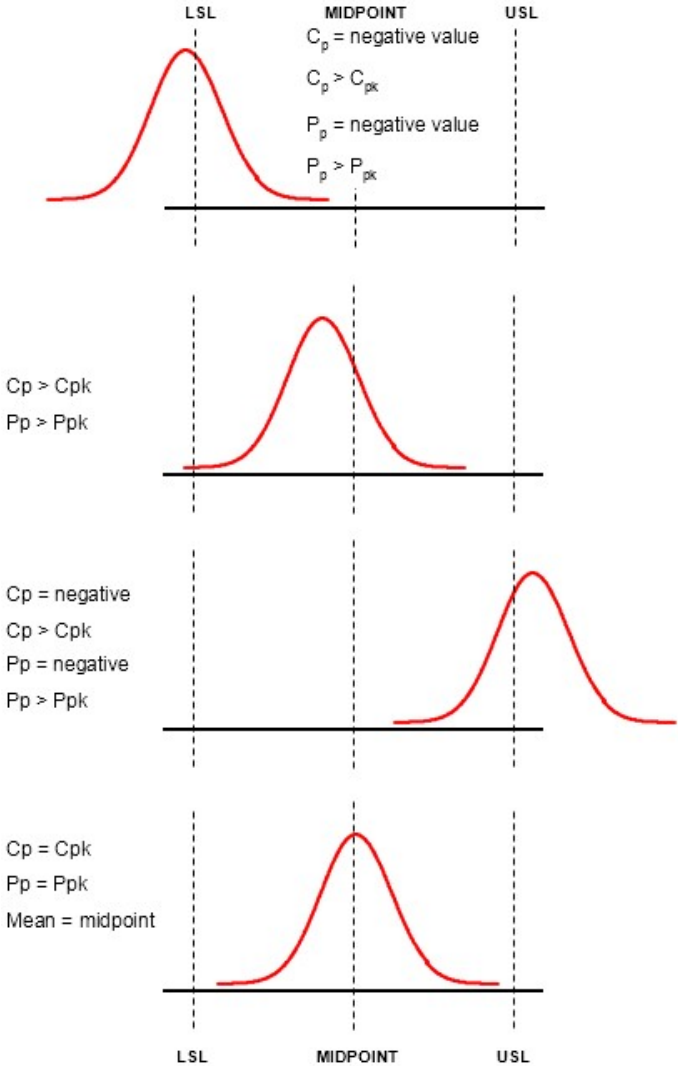 LSL MIDPOINT USL
Cp = negative value
Cp > Cpk
Pp = negative value
Pp > Ppk
Cp > Cpk
Pp > Ppk
Cp = negative
Cp > Cpk
Pp = negative
Pp > Ppk
Cp = Cpk
Pp = Ppk
Mean = midpoint
LSL MIDPOINT USL